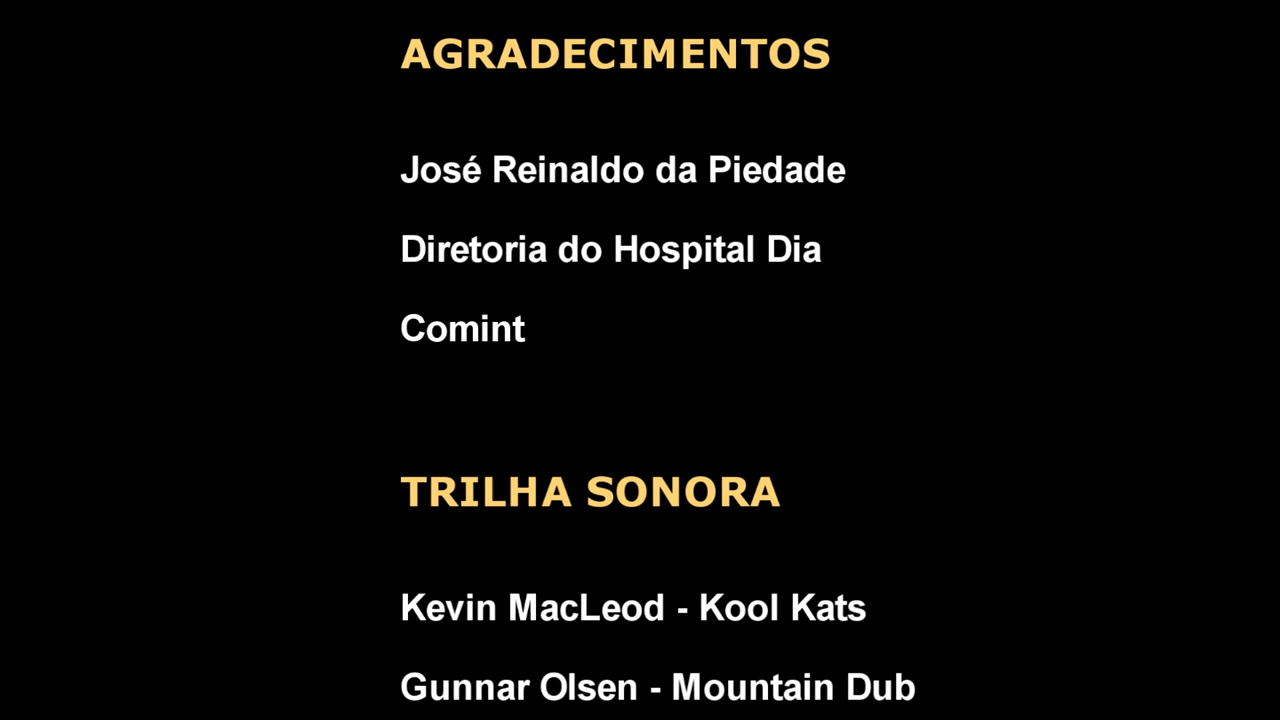 AGRADECIMENTOS
José Reinaldo da Piedade
Diretoria do Hospital Dia
Comint
TRILHA SONORA
Kevin MacLeod - Kool Kats
Gunnar Olsen - Mountain Dub